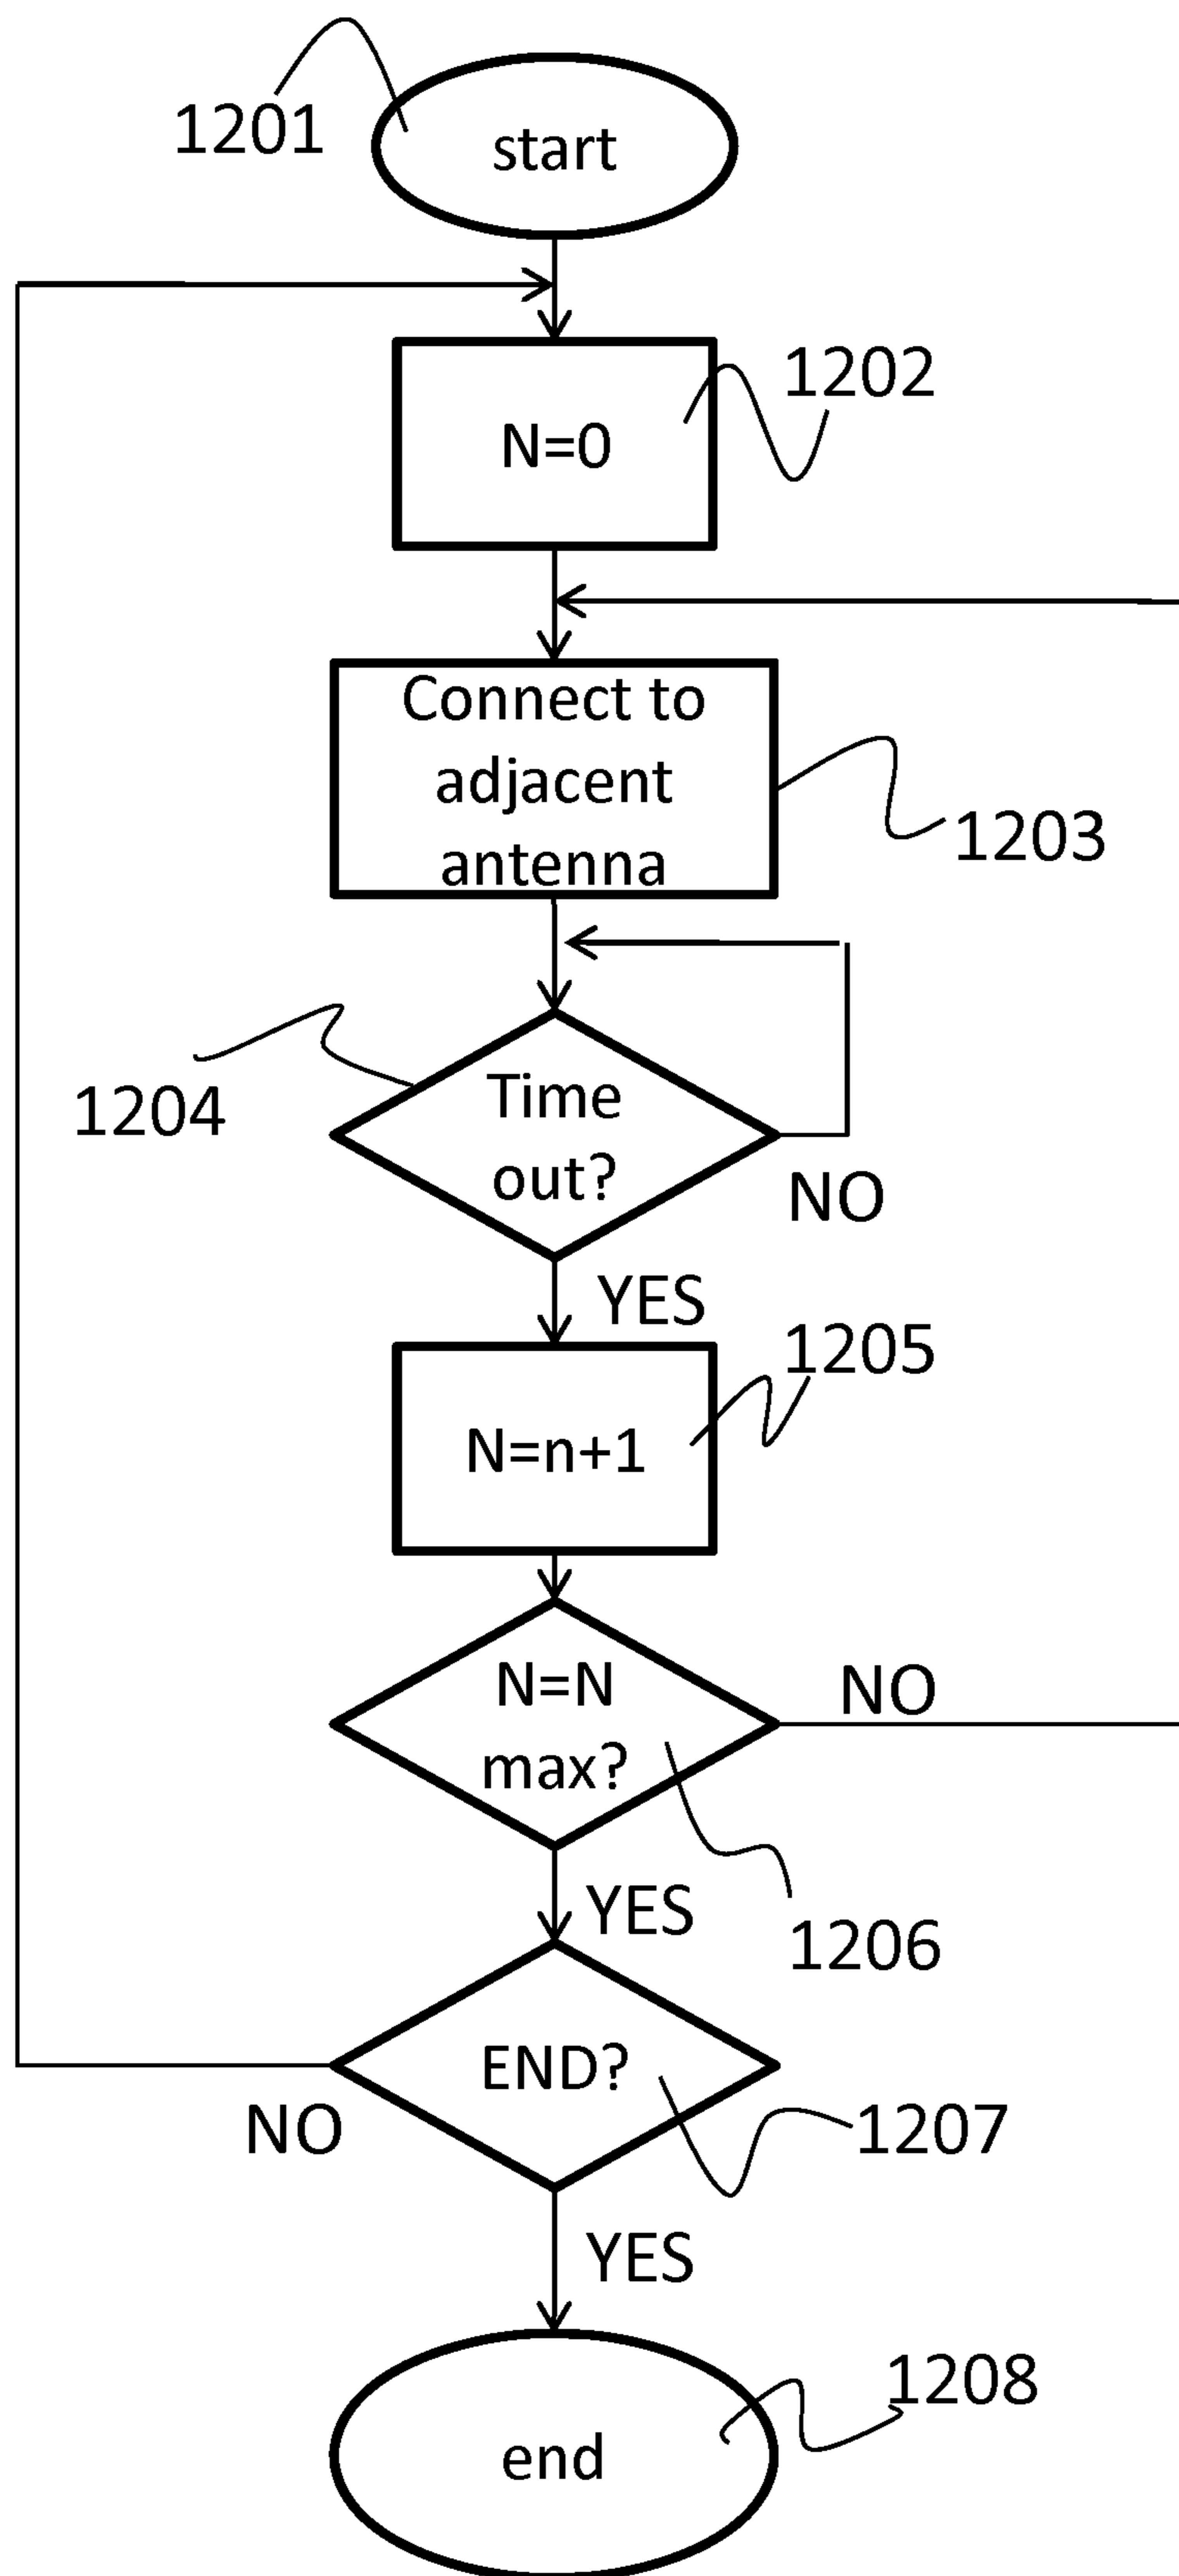 1201
start
1202
N=0
Connect to
adjacent
antenna
1203
1204
Time
out?
NO
YES
1205
N=n+1
N=N
max?
NO
YES
1206
END?
NO
1207
YES
1208
end